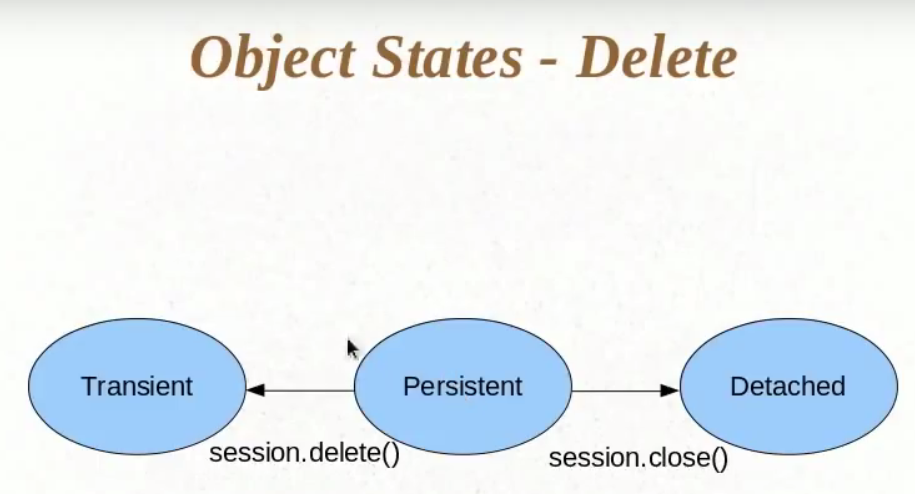 Object States - Delete
Transient
Persistent
Detached
session.delete()
session.close()